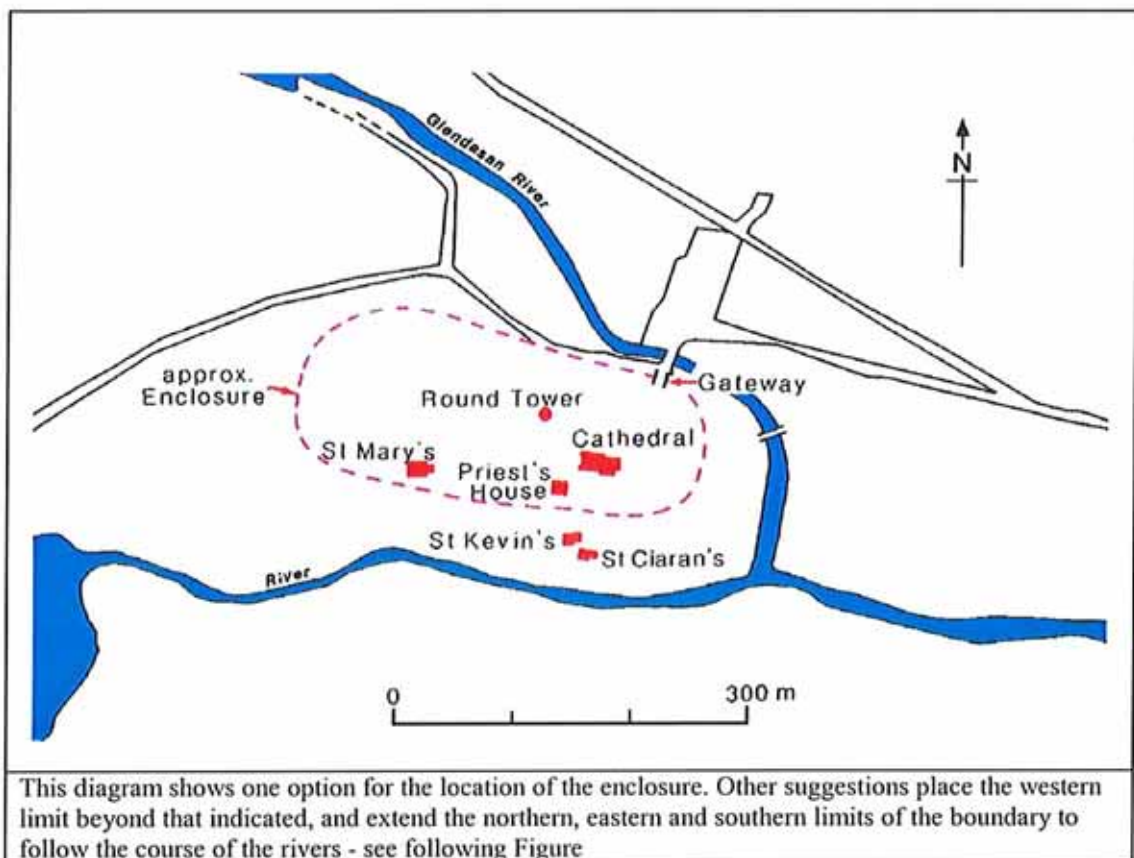 Glendasan River
N
approx.
Enclosure
Gateway
Round Tower
Cathedral
St Mary's
Priest's
House
St Kevin's
St Ciaran's
River
0
300 m
This diagram shows one option for the location of the enclosure. Other suggestions place the western
limit beyond that indicated, and extend the northern, eastern and southern limits of the boundary to
follow the course of the rivers - see following Figure